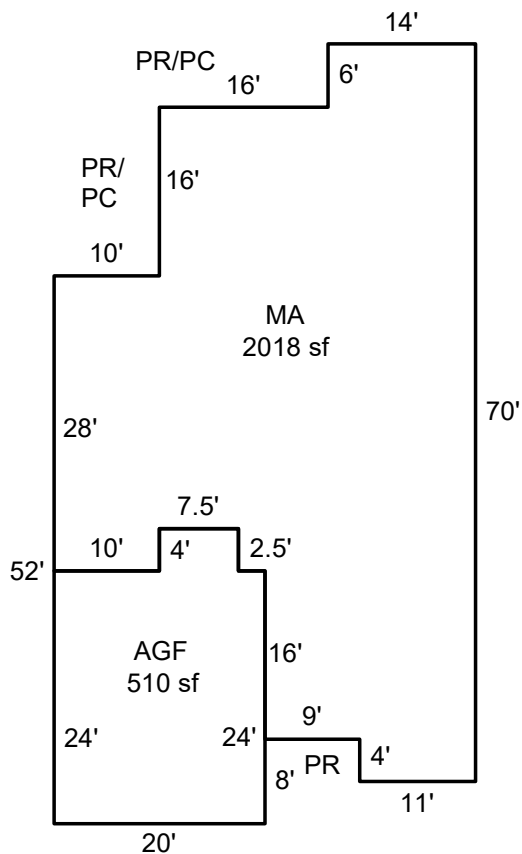 14'
PR/PC
6'
16'
PR/
PC
16'
10'
MA
2018 sf
70'
28'
7.5'
10'
4'
2.5'
52'
AGF
510 sf
16'
9'
24'
24'
PR
4'
8'
11'
20'